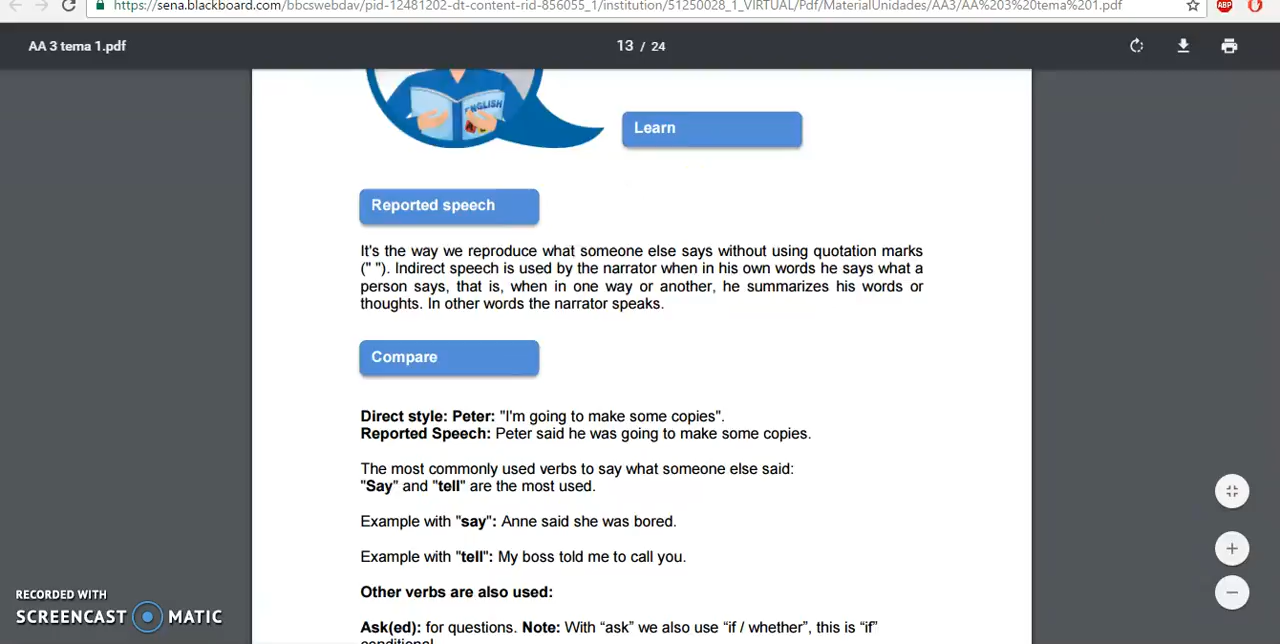 https://sena.blackboard.com/bbcswebdav/pid-12481202-dt-content-rid-856055_1/institution/51250028_1_VIRTUAL/Pdf/MaterialUnidades/AA3/AA%203%20tema%201.pdf
ABP
AA 3 tema 1.pdf
13 / 24
ENGLISH
Learn
Reported speech
It's the way we reproduce what someone else says without using quotation marks
(" "). Indirect speech is used by the narrator when in his own words he says what a
person says, that is, when in one way or another, he summarizes his words or
thoughts. In other words the narrator speaks.
Compare
Direct style: Peter: "I'm going to make some copies".
Reported Speech: Peter said he was going to make some copies.
The most commonly used verbs to say what someone else said:
"Say" and "tell" are the most used.
Example with "say": Anne said she was bored.
Example with "tell": My boss told me to call you.
Other verbs are also used:
Ask(ed): for questions. Note: With “ask” we also use “if / whether”, this is “if”
conditional
RECORDED WITH
SCREENCAST MATIC